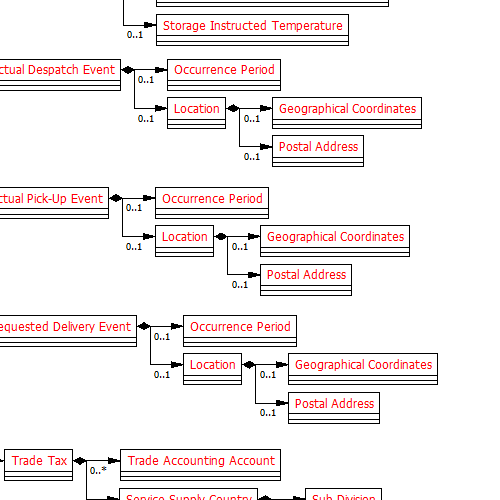 Storage Instructed Temperature
0..1
ctual Despatch Event
Occurrence Period
0..1
Location
Geographical Coordinates
0..1
0..1
Postal Address
0..1
ctual Pick-Up Event
Occurrence Period
0..1
Location
Geographical Coordinates
0..1
0..1
Postal Address
0..1
equested Delivery Event
Occurrence Period
0..1
Location
Geographical Coordinates
0..1
0..1
Postal Address
0..1
Trade Tax
Trade Accounting Account
0..*
Service Supply Country
Sub Division